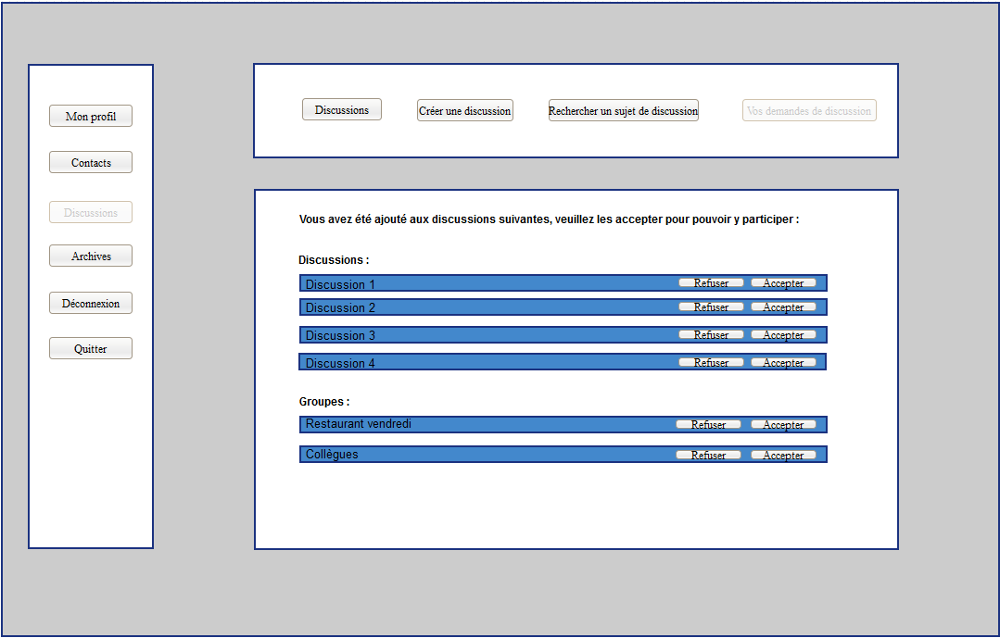 Mon profil
Contacts
Discussions
Archives
Déconnexion
Quitter
Discussions Créer une discussion Rechercher un sujet de discussion Vos demandes de discussion
Vous avez été ajouté aux discussions suivantes, veuillez les accepter pour pouvoir y participer :
Discussions :
Discussion 1 Refuser Accepter
Discussion 2 Refuser Accepter
Discussion 3 Refuser Accepter
Discussion 4 Refuser Accepter
Groupes :
Restaurant vendredi Refuser Accepter
Collègues Refuser Accepter